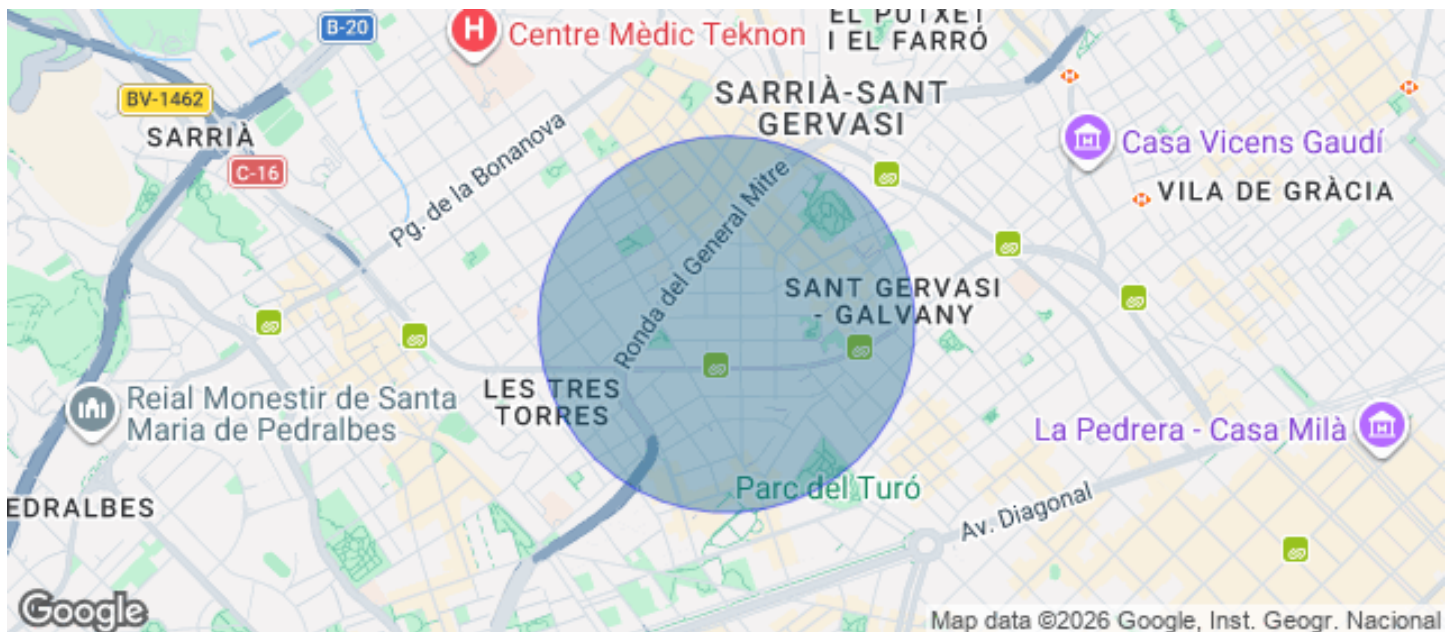 B-20
Centre Mèdic Teknon
EL PUTXET
I EL FARRÓ
BV-1462
SARRIÀ
SARRIÀ-SANT
GERVASI
C-16
Pg. de la Bonanova
Ronda del General Mitre
Casa Vicens Gaudí
VILA DE GRÀCIA
SANT GERVASI
- GALVANY
LES TRES
TORRES
Reial Monestir de Santa
Maria de Pedralbes
La Pedrera - Casa Milà
Parc del Turó
Av. Diagonal
EDRALBES
Google
Map data ©2026 Google, Inst. Geogr. Nacional